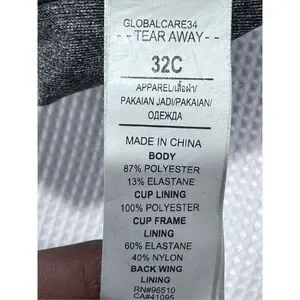 GLOBALCARE34
-- TEAR AWAY --
32C
APPAREL/เสื้อผ้า/
PAKAIAN JADI/PAKAIAN/
ОДЕЖДА
MADE IN CHINA
BODY
87% POLYESTER
13% ELASTANE
CUP LINING
100% POLYESTER
CUP FRAME
LINING
60% ELASTANE
40% NYLON
BACK WING
LINING
RN#96510
CA#41095